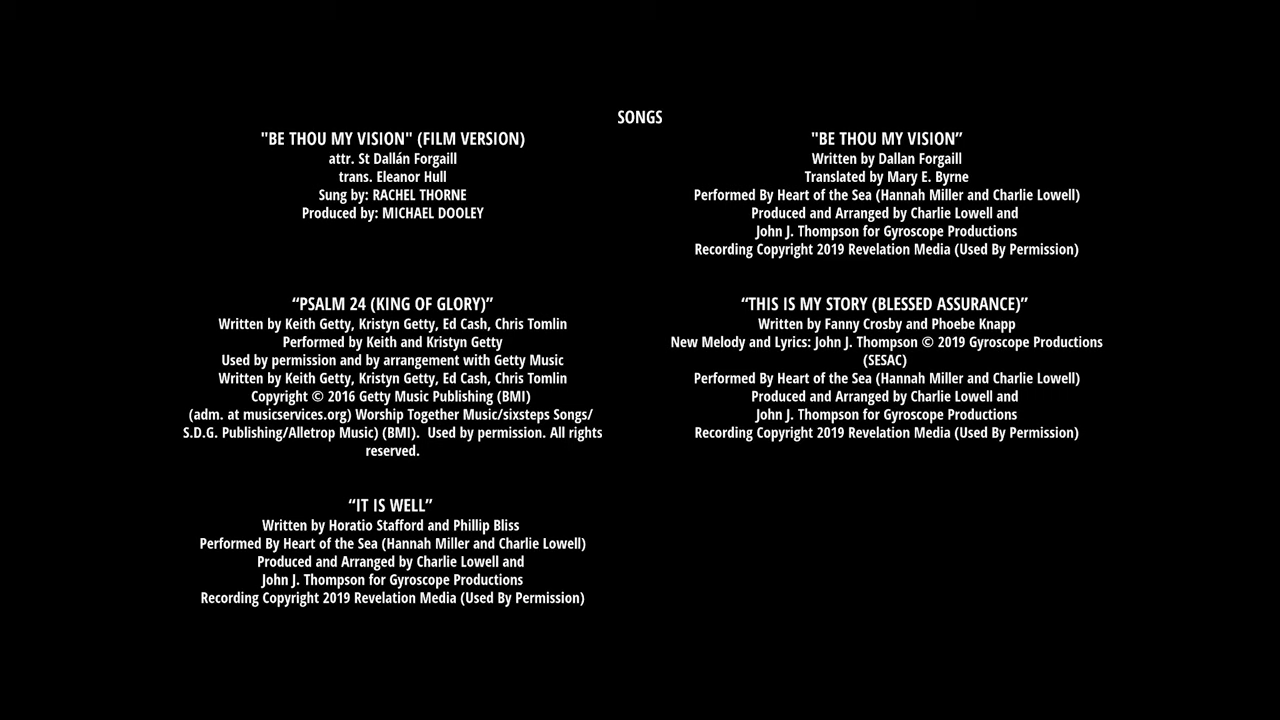 SONGS
"BE THOU MY VISION" (FILM VERSION)
attr. St Dallán Forgaill
trans. Eleanor Hull
Sung by: RACHEL THORNE
Produced by: MICHAEL DOOLEY
"BE THOU MY VISION”
Written by Dallan Forgaill
Translated by Mary E. Byrne
Performed By Heart of the Sea (Hannah Miller and Charlie Lowell)
Produced and Arranged by Charlie Lowell and
John J. Thompson for Gyroscope Productions
Recording Copyright 2019 Revelation Media (Used By Permission)
“PSALM 24 (KING OF GLORY)”
Written by Keith Getty, Kristyn Getty, Ed Cash, Chris Tomlin
Performed by Keith and Kristyn Getty
Used by permission and by arrangement with Getty Music
Written by Keith Getty, Kristyn Getty, Ed Cash, Chris Tomlin
Copyright © 2016 Getty Music Publishing (BMI)
(adm. at musicservices.org) Worship Together Music/sixsteps Songs/
S.D.G. Publishing/Alletrop Music) (BMI).  Used by permission. All rights
reserved.
“THIS IS MY STORY (BLESSED ASSURANCE)”
Written by Fanny Crosby and Phoebe Knapp
New Melody and Lyrics: John J. Thompson © 2019 Gyroscope Productions
(SESAC)
Performed By Heart of the Sea (Hannah Miller and Charlie Lowell)
Produced and Arranged by Charlie Lowell and
John J. Thompson for Gyroscope Productions
Recording Copyright 2019 Revelation Media (Used By Permission)
“IT IS WELL”
Written by Horatio Stafford and Phillip Bliss
Performed By Heart of the Sea (Hannah Miller and Charlie Lowell)
Produced and Arranged by Charlie Lowell and
John J. Thompson for Gyroscope Productions
Recording Copyright 2019 Revelation Media (Used By Permission)